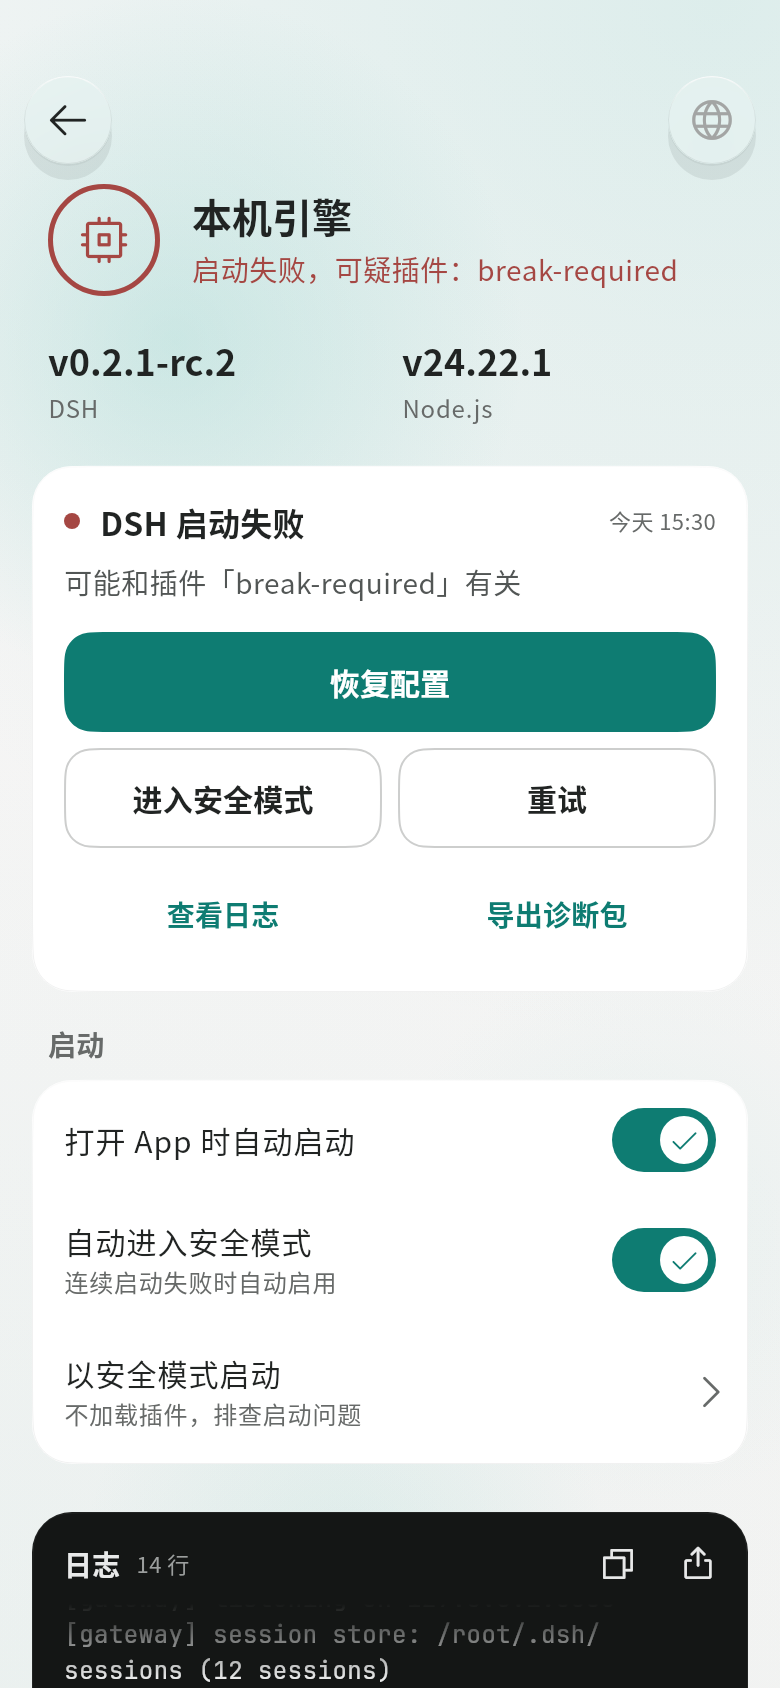 本机引擎
启动失败，可疑插件：break-required
v0.2.1-rc.2
v24.22.1
DSH
Node.js
DSH 启动失败
今天 15:30
可能和插件「break-required」有关
恢复配置
进入安全模式
重试
查看日志
导出诊断包
启动
打开 App 时自动启动
自动进入安全模式
连续启动失败时自动启用
以安全模式启动
不加载插件，排查启动问题
日志 14 行
[gateway] session store: /root/.dsh/
sessions (12 sessions)